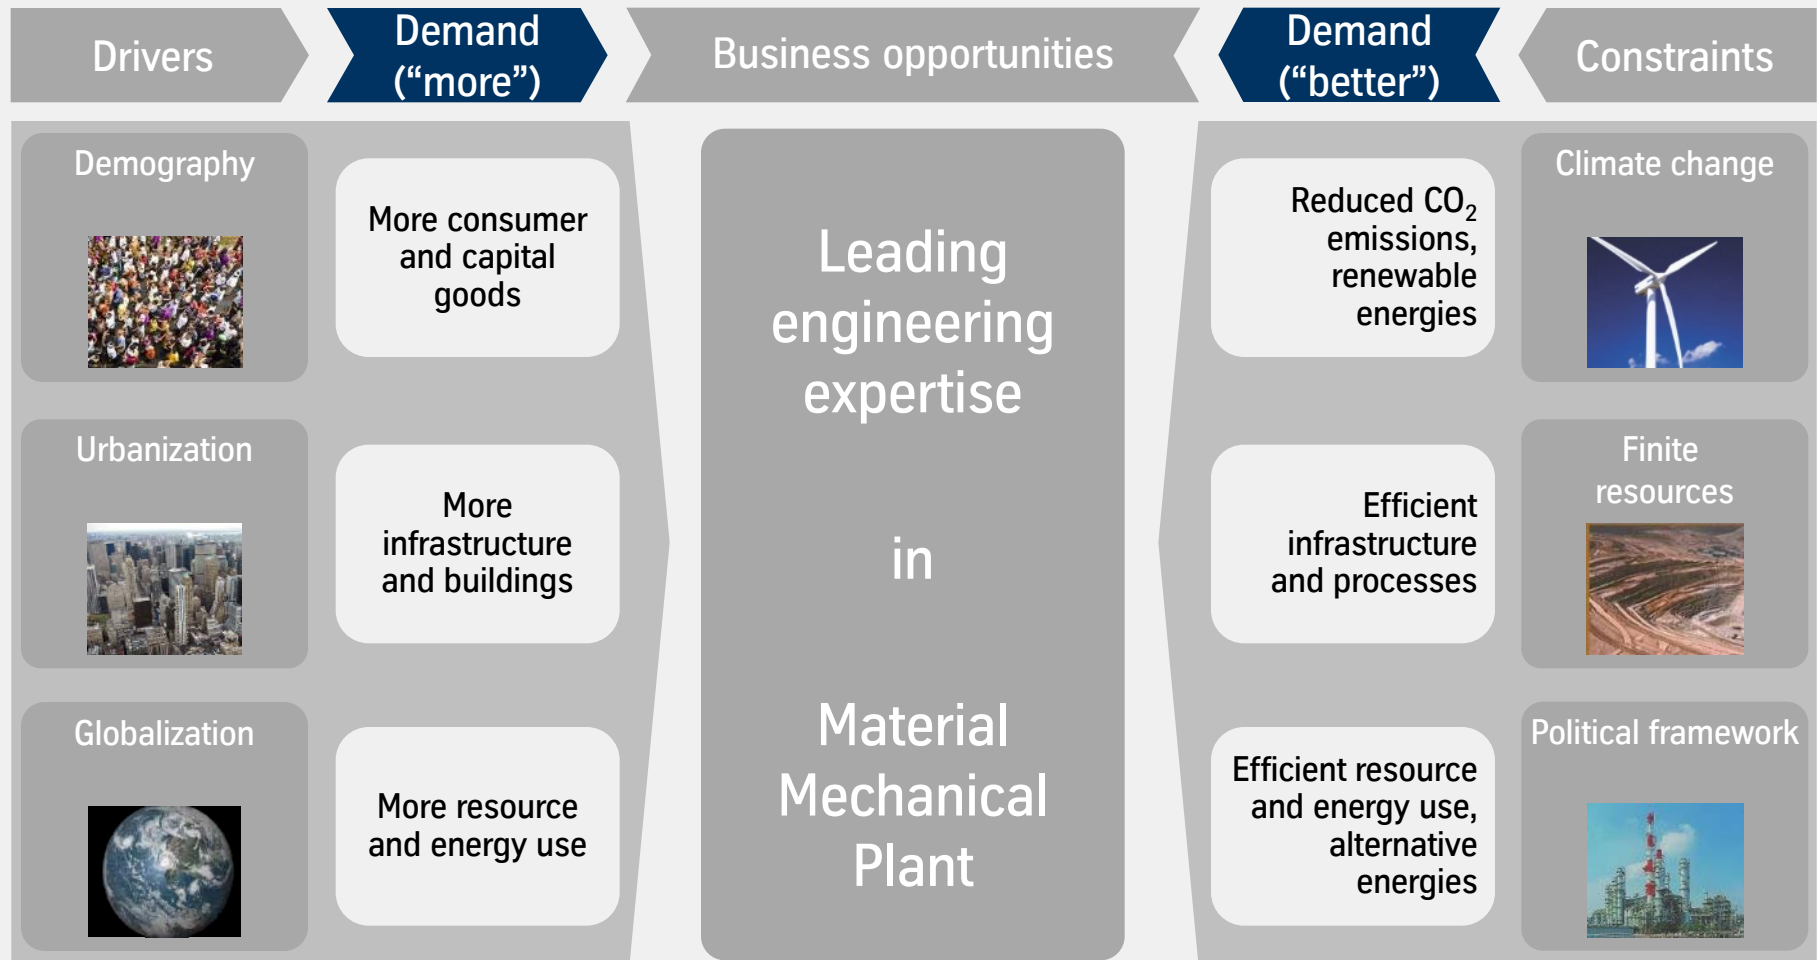 Drivers
Demand
(“more”)
Business opportunities
Demand
(“better”)
Constraints
Demography
More consumer
and capital
goods
Urbanization
More
infrastructure
and buildings
Globalization
More resource
and energy use
Leading
engineering
expertise
in
Material
Mechanical
Plant
Reduced CO₂
emissions,
renewable
energies
Climate change
Efficient
infrastructure
and processes
Finite
resources
Efficient resource
and energy use,
alternative
energies
Political framework